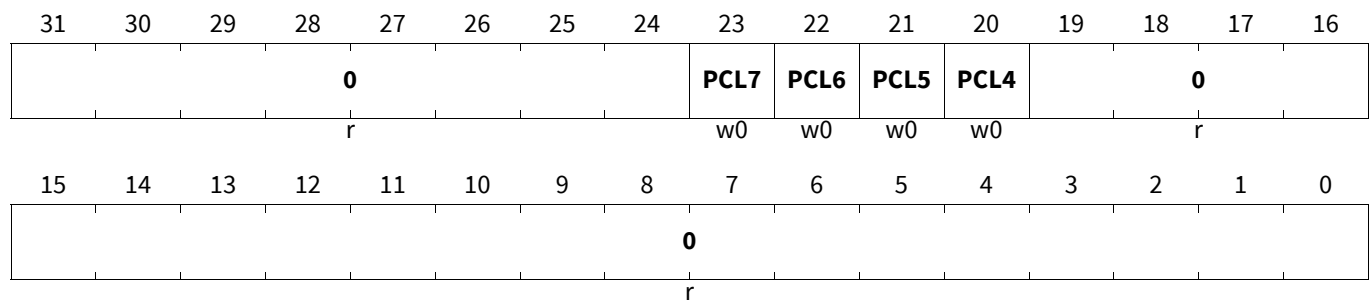 31 30 29 28 27 26 25 24 23 22 21 20 19 18 17 16
0 PCL7 PCL6 PCL5 PCL4 0
r w0 w0 w0 w0 r
15 14 13 12 11 10 9 8 7 6 5 4 3 2 1 0
0
r